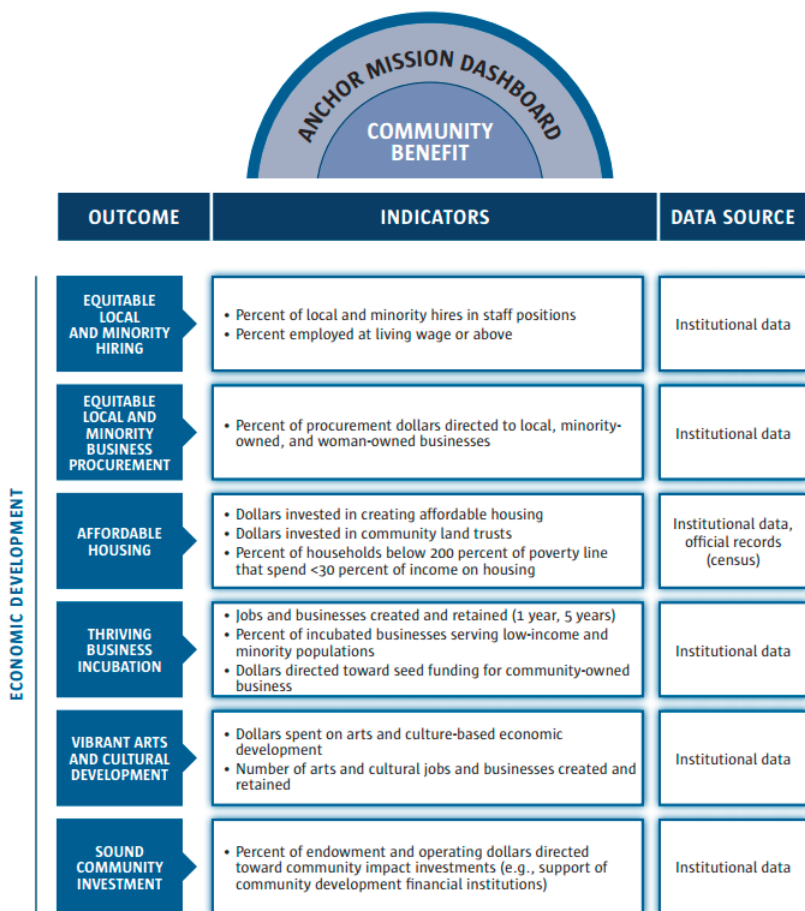 ANCHOR MISSION DASHBOARD
COMMUNITY
BENEFIT
OUTCOME
INDICATORS
DATA SOURCE
ECONOMIC DEVELOPMENT
EQUITABLE
LOCAL
AND MINORITY
HIRING
• Percent of local and minority hires in staff positions
• Percent employed at living wage or above
Institutional data
EQUITABLE
LOCAL AND
MINORITY
BUSINESS
PROCUREMENT
• Percent of procurement dollars directed to local, minority-
owned, and woman-owned businesses
Institutional data
AFFORDABLE
HOUSING
• Dollars invested in creating affordable housing
• Dollars invested in community land trusts
• Percent of households below 200 percent of poverty line
that spend <30 percent of income on housing
Institutional data,
official records
(census)
THRIVING
BUSINESS
INCUBATION
• Jobs and businesses created and retained (1 year, 5 years)
• Percent of incubated businesses serving low-income and
minority populations
• Dollars directed toward seed funding for community-owned
business
Institutional data
VIBRANT ARTS
AND CULTURAL
DEVELOPMENT
• Dollars spent on arts and culture-based economic
development
• Number of arts and cultural jobs and businesses created and
retained
Institutional data
SOUND
COMMUNITY
INVESTMENT
• Percent of endowment and operating dollars directed
toward community impact investments (e.g., support of
community development financial institutions)
Institutional data